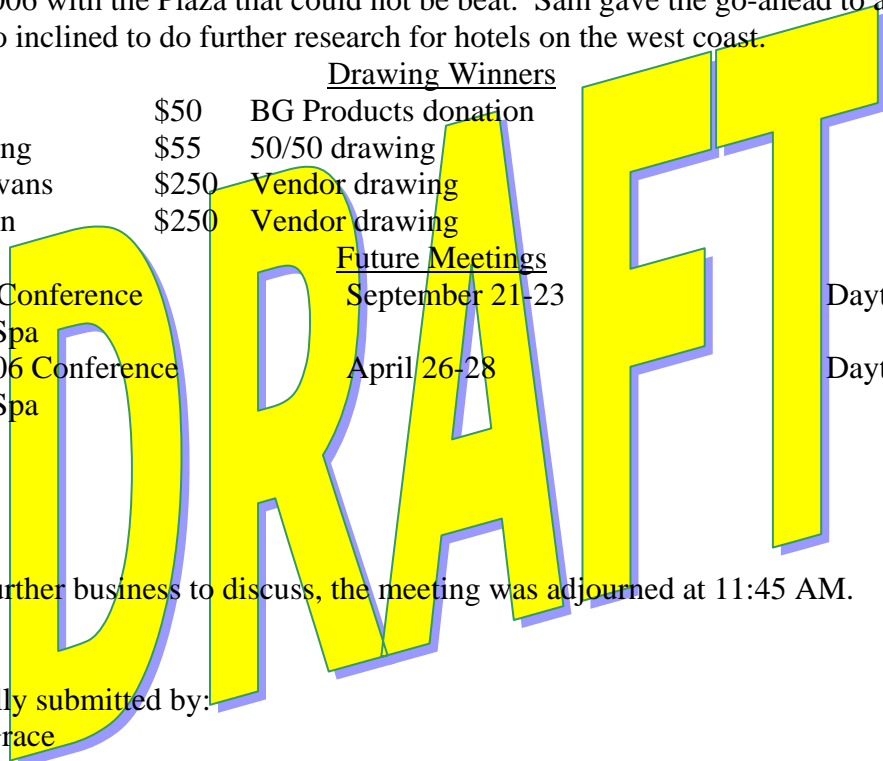 006 with the Plaza that could not be beat. Sam gave the go-ahead to a
o inclined to do further research for hotels on the west coast.
Drawing Winners
$50 BG Products donation
ng $55 50/50 drawing
vans $250 Vendor drawing
n $250 Vendor drawing
Future Meetings
Conference September 21-23 Dayt
Spa
06 Conference April 26-28 Dayt
Spa
urther business to discuss, the meeting was adjourned at 11:45 AM.
lly submitted by:
race
DRAFT